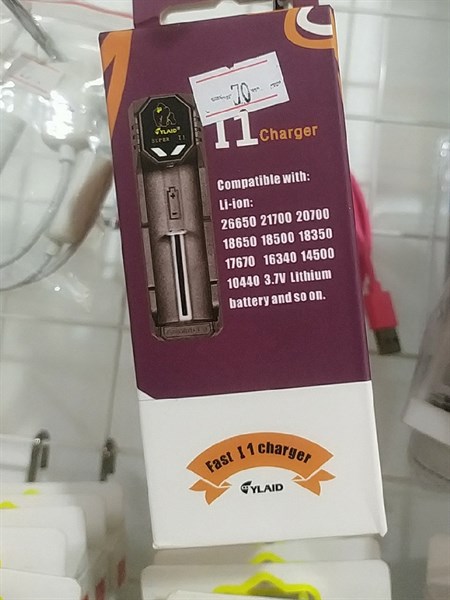 70
I1 Charger
YLAID
Compatible with:
Li-ion:
26650 21700 20700
18650 18500 18350
17670 16340 14500
10440 3.7V Lithium
battery and so on.
Fast I1 charger
YLAID